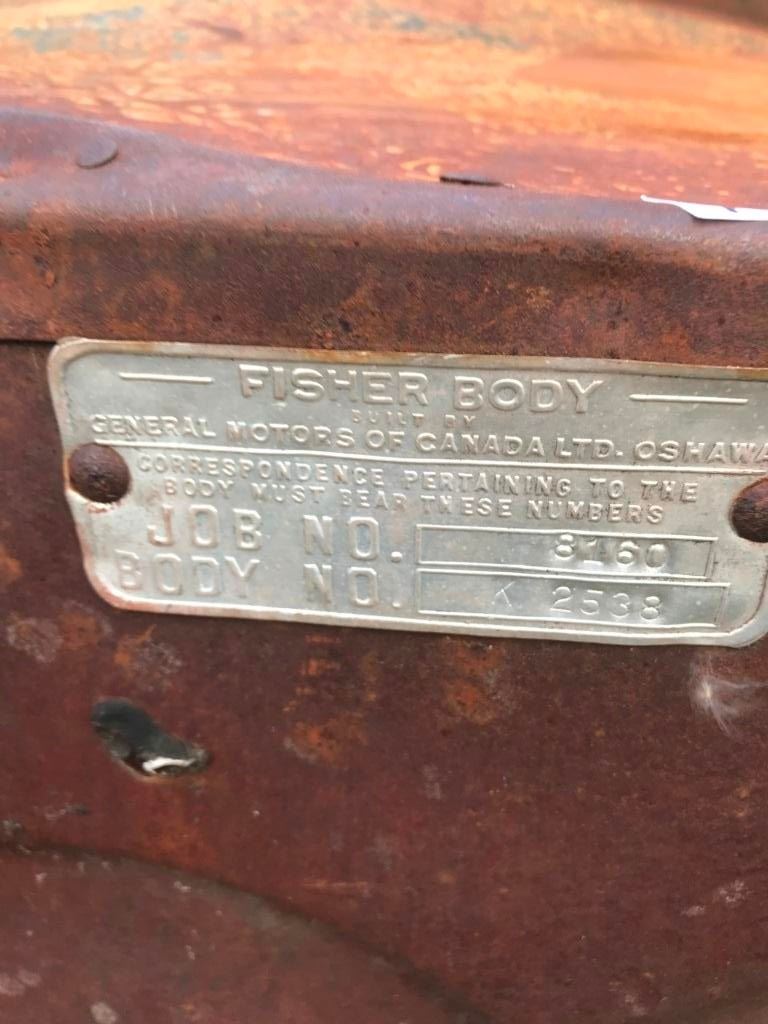 FISHER BODY
BUILT BY
GENERAL MOTORS OF CANADA LTD. OSHAWA
CORRESPONDENCE PERTAINING TO THE
BODY MUST BEAR THESE NUMBERS
JOB NO. 8160
BODY NO. K 2538